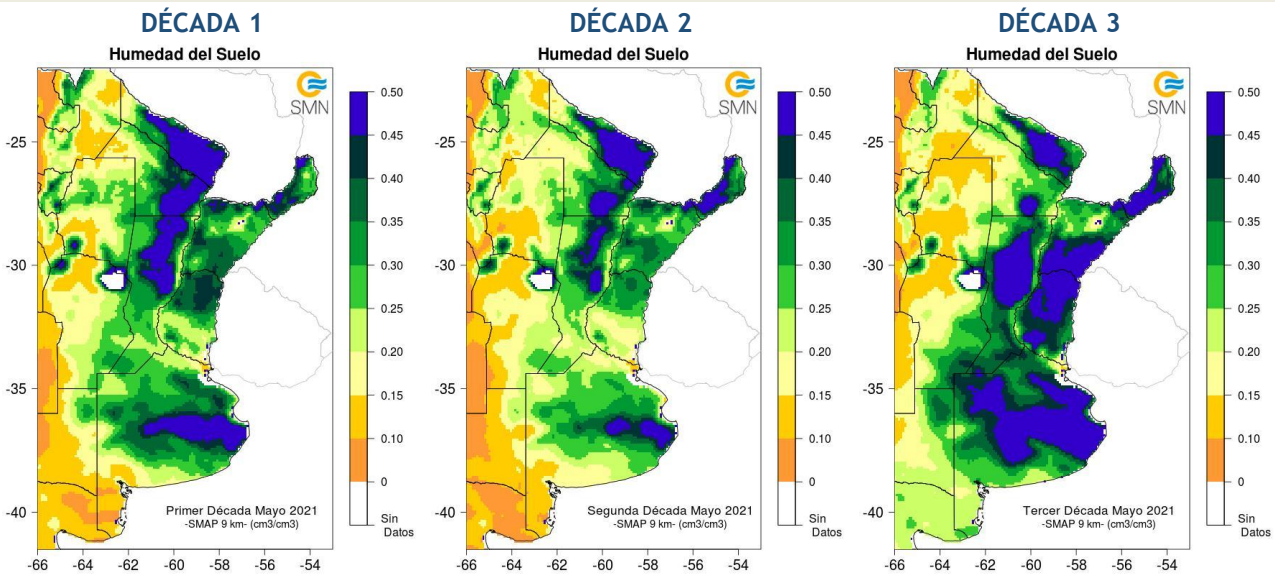 DÉCADA 1
Humedad del Suelo
SMN
-25
-30
-35
-40
-66
-64
-62
-60
-58
-56
-54
0.50
0.45
0.40
0.35
0.30
0.25
0.20
0.10
0
Sin
Datos
Primer Década Mayo 2021
-SMAP 9 km- (cm3/cm3)
DÉCADA 2
Humedad del Suelo
SMN
-25
-30
-35
-40
-66
-64
-62
-60
-58
-56
-54
0.50
0.45
0.40
0.35
0.30
0.25
0.20
0.10
0
Sin
Datos
Segunda Década Mayo 2021
-SMAP 9 km- (cm3/cm3)
DÉCADA 3
Humedad del Suelo
SMN
-25
-30
-35
-40
-66
-64
-62
-60
-58
-56
-54
0.50
0.45
0.40
0.35
0.30
0.25
0.20
0.10
0
Sin
Datos
Tercer Década Mayo 2021
-SMAP 9 km- (cm3/cm3)